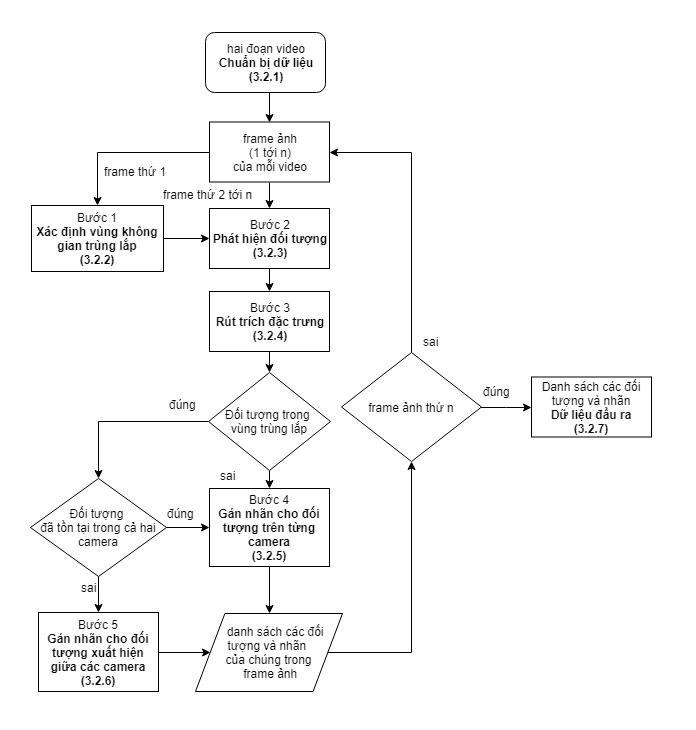 hai đoạn video
Chuẩn bị dữ liệu
(3.2.1)
frame ảnh
(1 tới n)
của mỗi video
frame thứ 1
frame thứ 2 tới n
Bước 1
Xác định vùng không
gian trùng lắp
(3.2.2)
Bước 2
Phát hiện đối tượng
(3.2.3)
Bước 3
Rút trích đặc trưng
(3.2.4)
sai
đúng
Đối tượng trong
vùng trùng lắp
frame ảnh thứ n
đúng
Danh sách các đối
tượng và nhãn
Dữ liệu đầu ra
(3.2.7)
sai
Đối tượng
đã tồn tại trong cả hai
camera
đúng
Bước 4
Gán nhãn cho đối
tượng trên từng
camera
(3.2.5)
sai
Bước 5
Gán nhãn cho đối
tượng xuất hiện
giữa các camera
(3.2.6)
danh sách các đối
tượng và nhãn
của chúng trong
frame ảnh